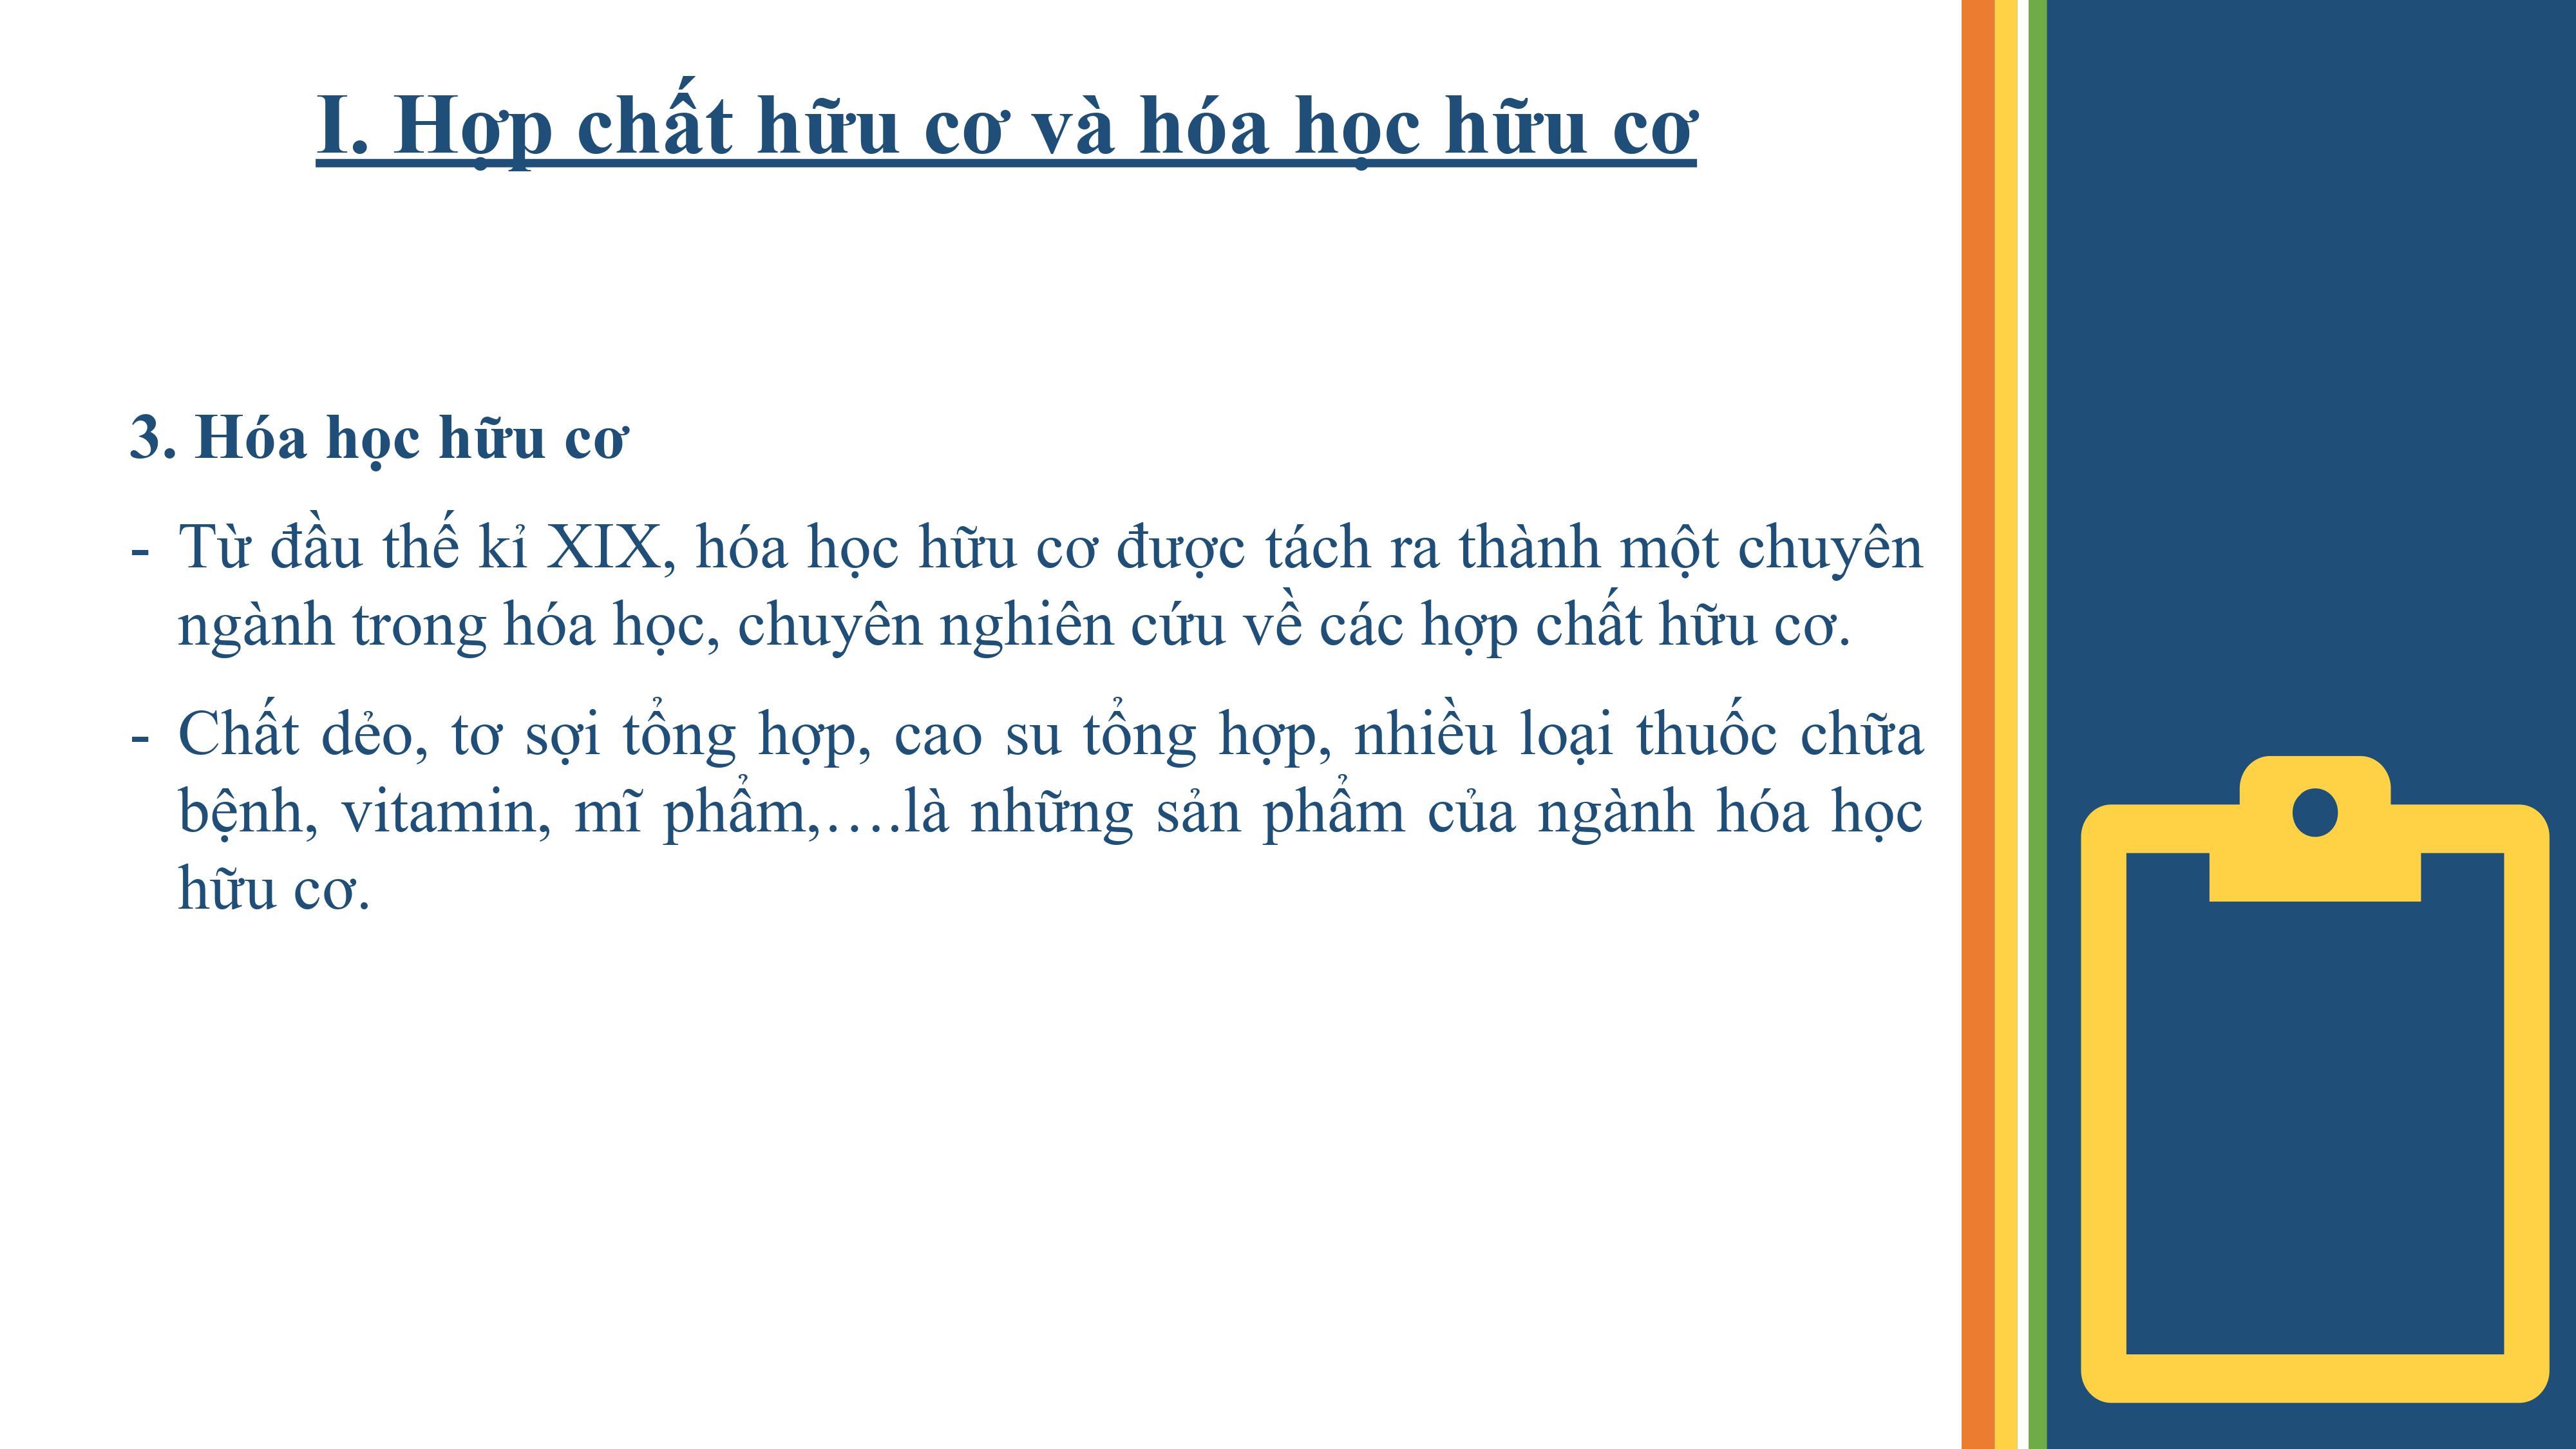 I. Hợp chất hữu cơ và hóa học hữu cơ
3. Hóa học hữu cơ
- Từ đầu thế kỉ XIX, hóa học hữu cơ được tách ra thành một chuyên
ngành trong hóa học, chuyên nghiên cứu về các hợp chất hữu cơ.
- Chất dẻo, tơ sợi tổng hợp, cao su tổng hợp, nhiều loại thuốc chữa
bệnh, vitamin, mĩ phẩm,….là những sản phẩm của ngành hóa học
hữu cơ.